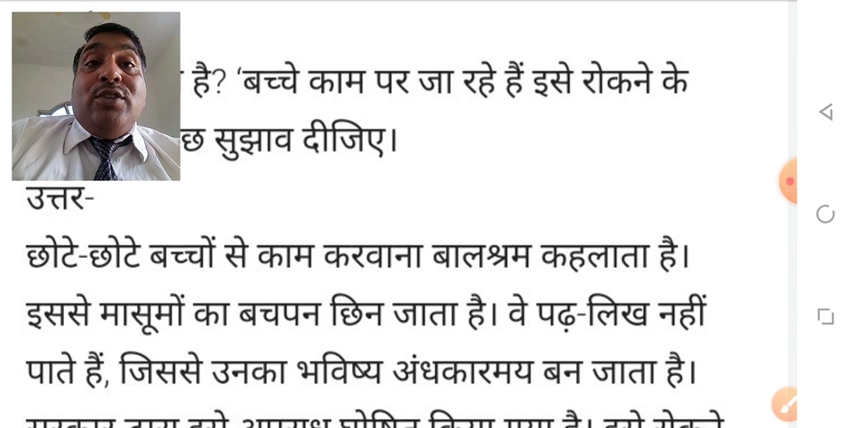 है? ‘बच्चे काम पर जा रहे हैं इसे रोकने के
छ सुझाव दीजिए।
उत्तर-
छोटे-छोटे बच्चों से काम करवाना बालश्रम कहलाता है।
इससे मासूमों का बचपन छिन जाता है। वे पढ़-लिख नहीं
पाते हैं, जिससे उनका भविष्य अंधकारमय बन जाता है।